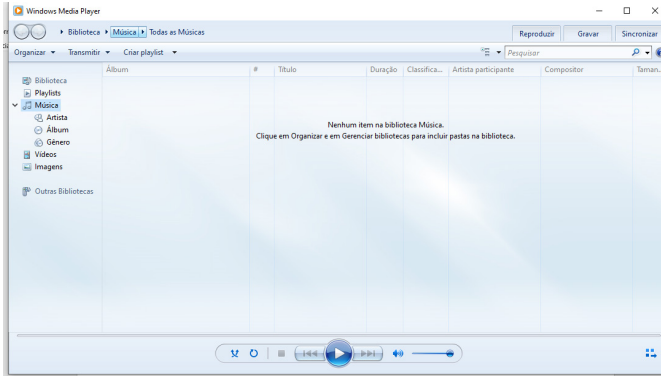 Windows Media Player
Biblioteca Música Todas as Músicas
Reproduzir Gravar Sincronizar
Organizar Transmitir Criar playlist
Pesquisar
Álbum # Título Duração Classifica... Artista participante Compositor Taman...
Biblioteca
Playlists
Música
Artista
Álbum
Gênero
Vídeos
Imagens
Outras Bibliotecas
Nenhum item na biblioteca Música.
Clique em Organizar e em Gerenciar bibliotecas para incluir pastas na biblioteca.